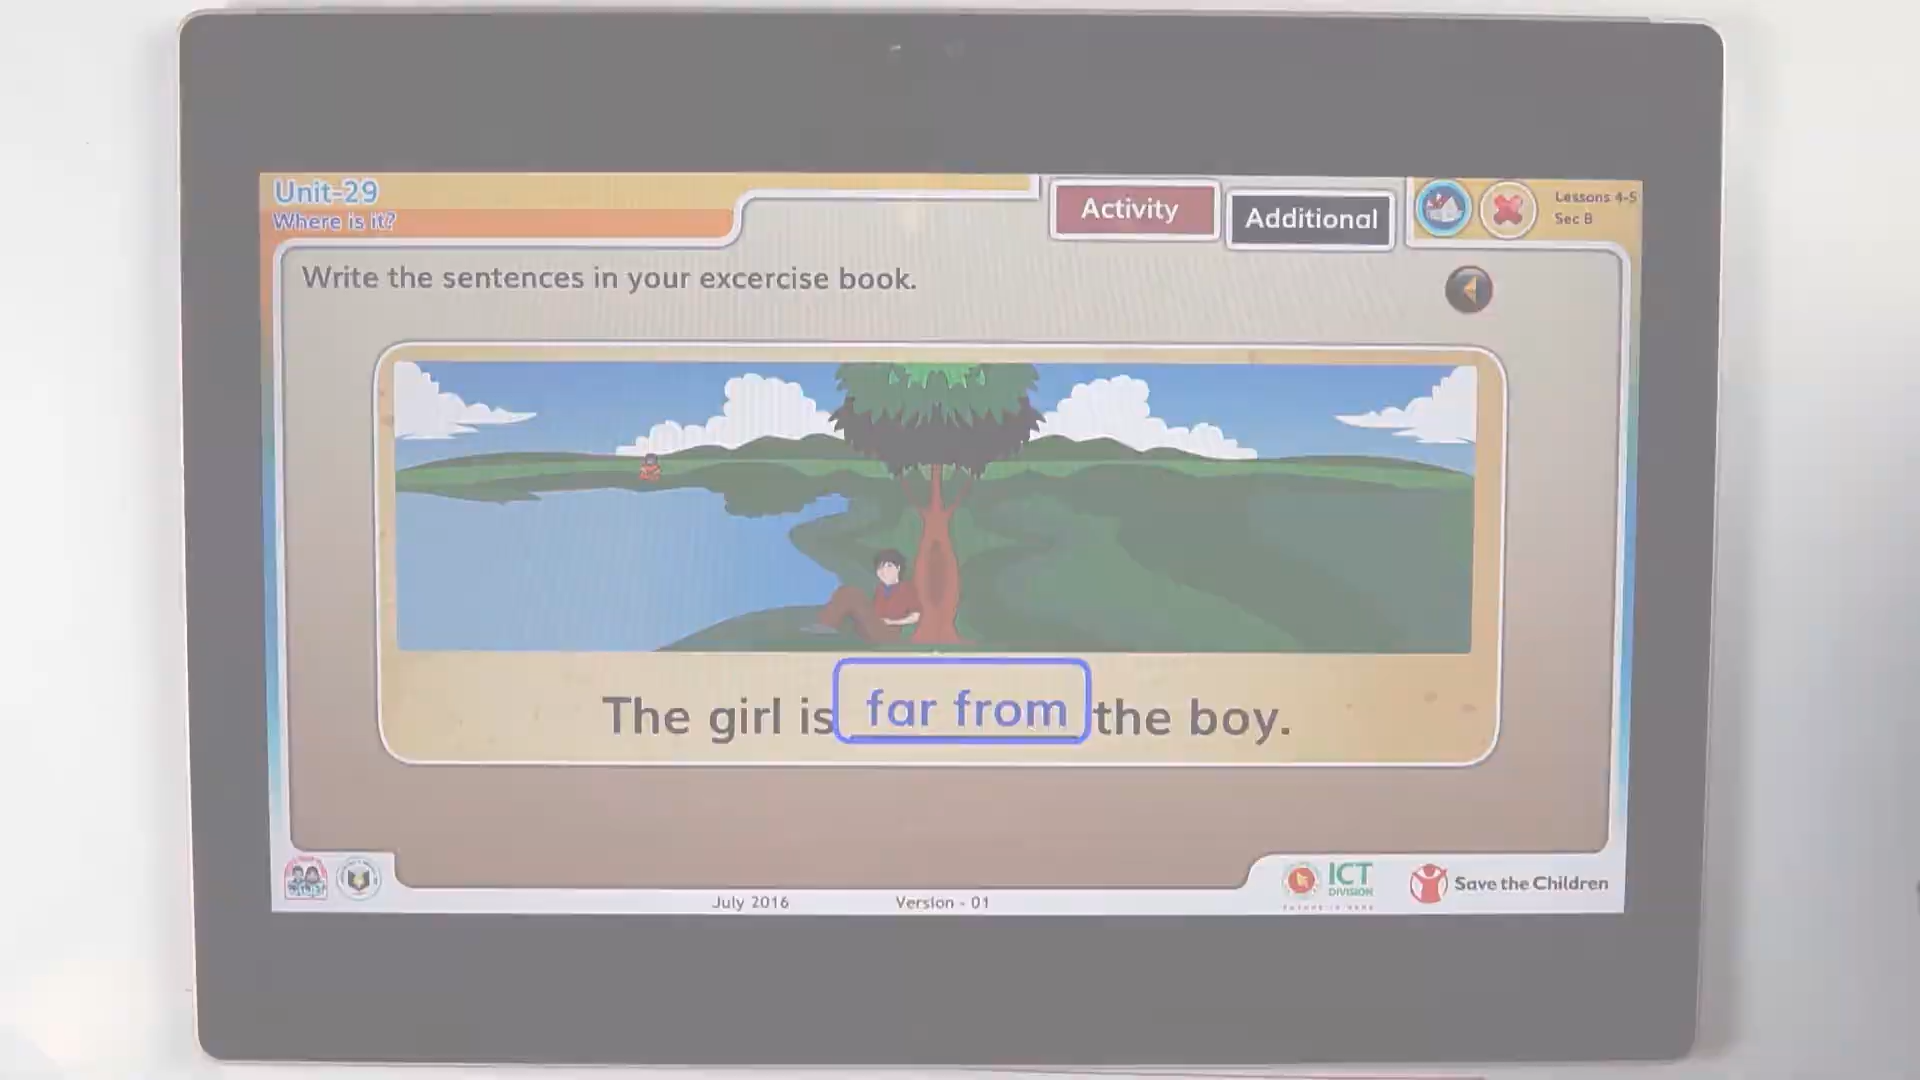 Unit-29
Where is it?
Activity
Additional
Lessons 4-5
Sec B
Write the sentences in your excercise book.
The girl is far from the boy.
ICT
DIVISION
Save the Children
July 2016
Version - 01